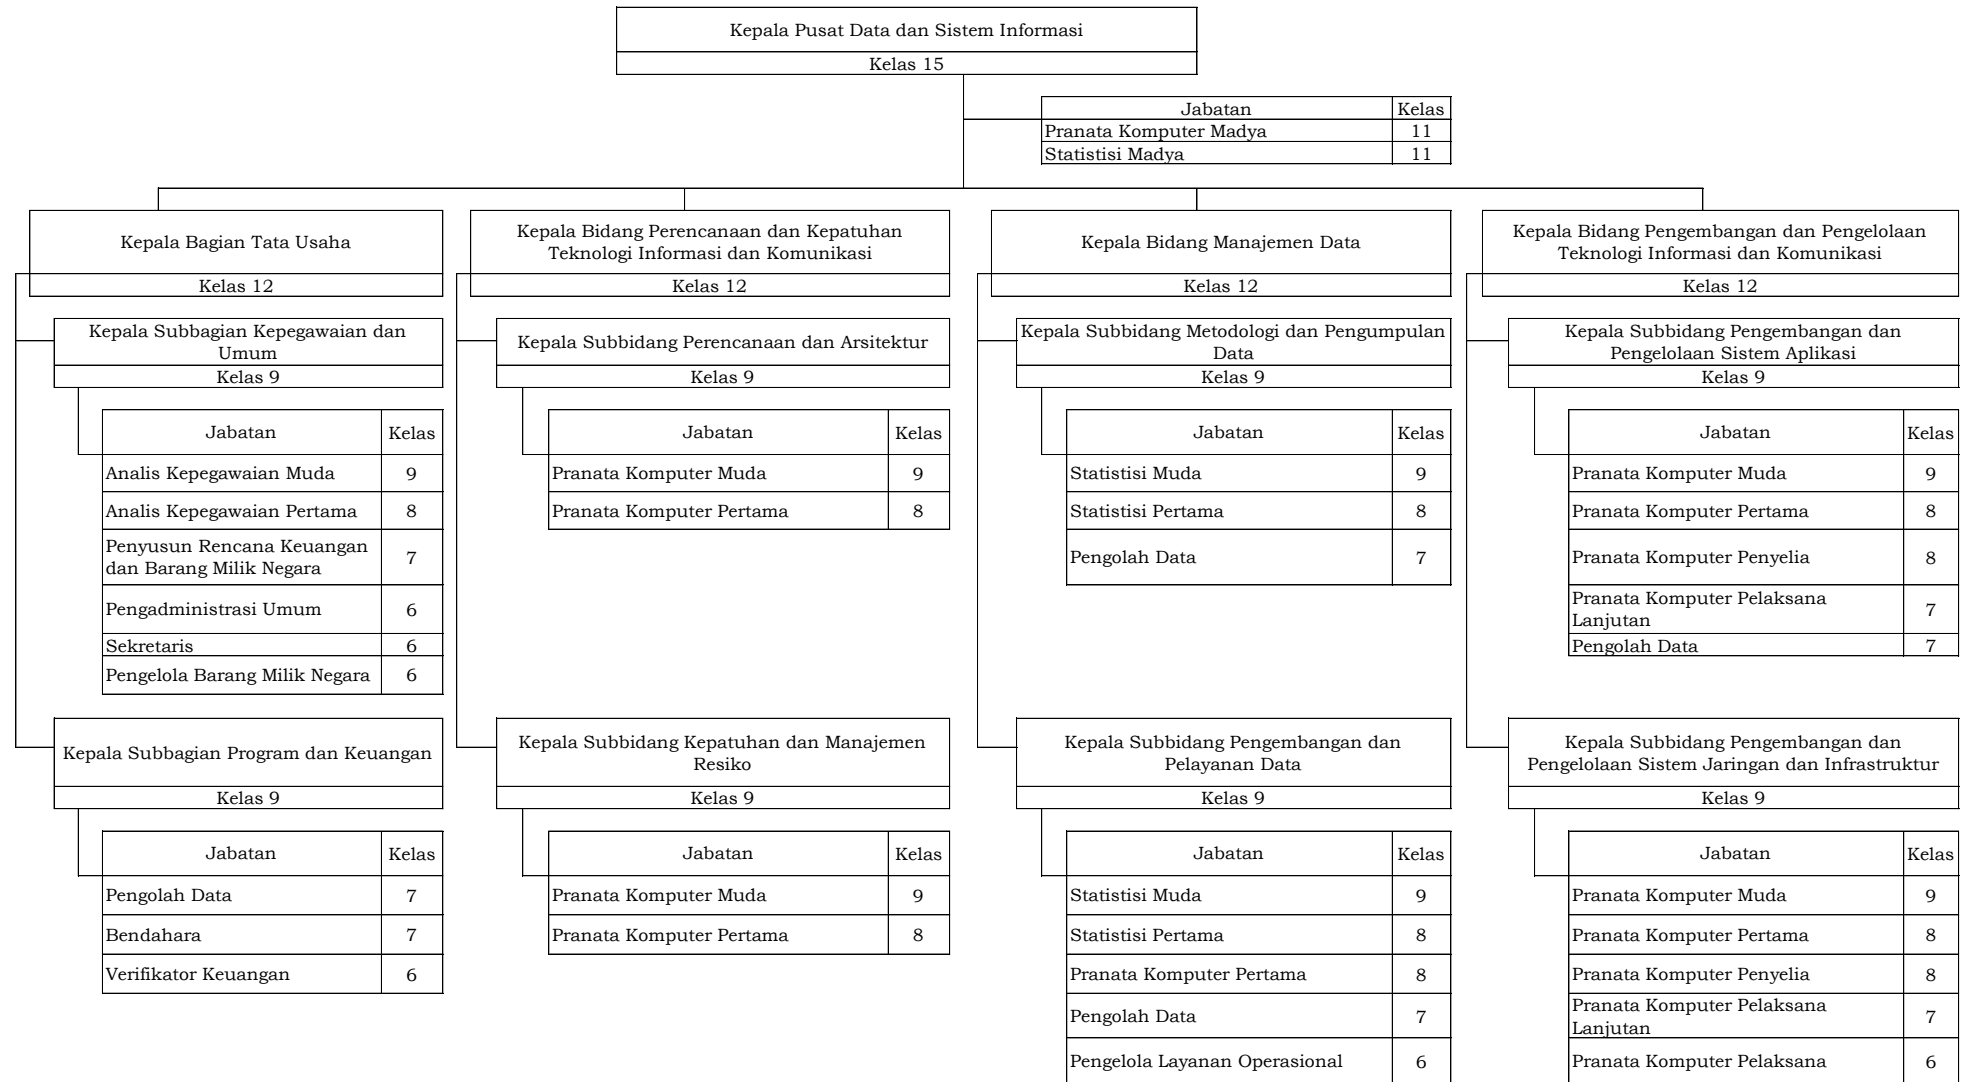 Kepala Pusat Data dan Sistem Informasi
Kelas 15
Jabatan Kelas
Pranata Komputer Madya 11
Statistisi Madya 11
Kepala Bagian Tata Usaha
Kelas 12
Kepala Subbagian Kepegawaian dan
Umum
Kelas 9
Jabatan Kelas
Analis Kepegawaian Muda 9
Analis Kepegawaian Pertama 8
Penyusun Rencana Keuangan
dan Barang Milik Negara 7
Pengadministrasi Umum 6
Sekretaris 6
Pengelola Barang Milik Negara 6
Kepala Subbagian Program dan Keuangan
Kelas 9
Jabatan Kelas
Pengolah Data 7
Bendahara 7
Verifikator Keuangan 6
Kepala Bidang Perencanaan dan Kepatuhan
Teknologi Informasi dan Komunikasi
Kelas 12
Kepala Subbidang Perencanaan dan Arsitektur
Kelas 9
Jabatan Kelas
Pranata Komputer Muda 9
Pranata Komputer Pertama 8
Kepala Subbidang Kepatuhan dan Manajemen
Resiko
Kelas 9
Jabatan Kelas
Pranata Komputer Muda 9
Pranata Komputer Pertama 8
Kepala Bidang Manajemen Data
Kelas 12
Kepala Subbidang Metodologi dan Pengumpulan
Data
Kelas 9
Jabatan Kelas
Statistisi Muda 9
Statistisi Pertama 8
Pengolah Data 7
Kepala Subbidang Pengembangan dan
Pelayanan Data
Kelas 9
Jabatan Kelas
Statistisi Muda 9
Statistisi Pertama 8
Pranata Komputer Pertama 8
Pengolah Data 7
Pengelola Layanan Operasional 6
Kepala Bidang Pengembangan dan Pengelolaan
Teknologi Informasi dan Komunikasi
Kelas 12
Kepala Subbidang Pengembangan dan
Pengelolaan Sistem Aplikasi
Kelas 9
Jabatan Kelas
Pranata Komputer Muda 9
Pranata Komputer Pertama 8
Pranata Komputer Penyelia 8
Pranata Komputer Pelaksana
Lanjutan 7
Pengolah Data 7
Kepala Subbidang Pengembangan dan
Pengelolaan Sistem Jaringan dan Infrastruktur
Kelas 9
Jabatan Kelas
Pranata Komputer Muda 9
Pranata Komputer Pertama 8
Pranata Komputer Penyelia 8
Pranata Komputer Pelaksana
Lanjutan 7
Pranata Komputer Pelaksana 6